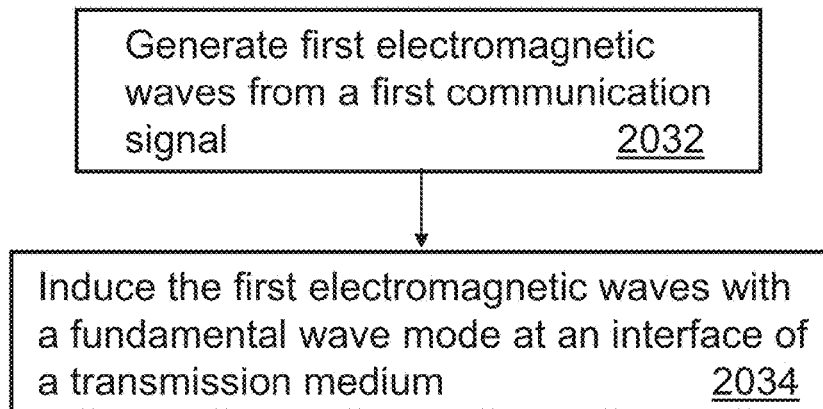 Generate first electromagnetic
waves from a first communication
signal 2032
Induce the first electromagnetic waves with
a fundamental wave mode at an interface of
a transmission medium 2034